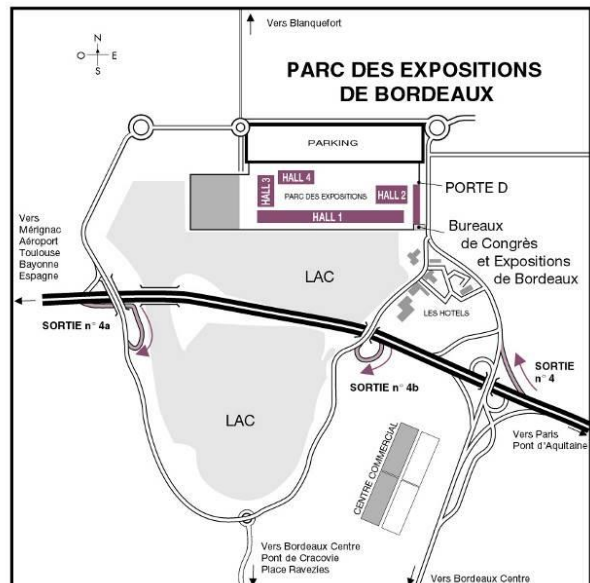 Vers Blanquefort
N
O E
S
PARC DES EXPOSITIONS
DE BORDEAUX
PARKING
HALL 3
HALL 4
PARC DES EXPOSITIONS
HALL 2
HALL 1
PORTE D
Bureaux
de Congrès
et Expositions
de Bordeaux
Vers
Mérignac
Aéroport
Toulouse
Bayonne
Espagne
LAC
LES HOTELS
SORTIE n° 4a
SORTIE n° 4b
SORTIE
n° 4
LAC
Vers Paris
Pont d'Aquitaine
CENTRE COMMERCIAL
Vers Bordeaux Centre
Pont de Cracovie
Place Ravezies
Vers Bordeaux Centre